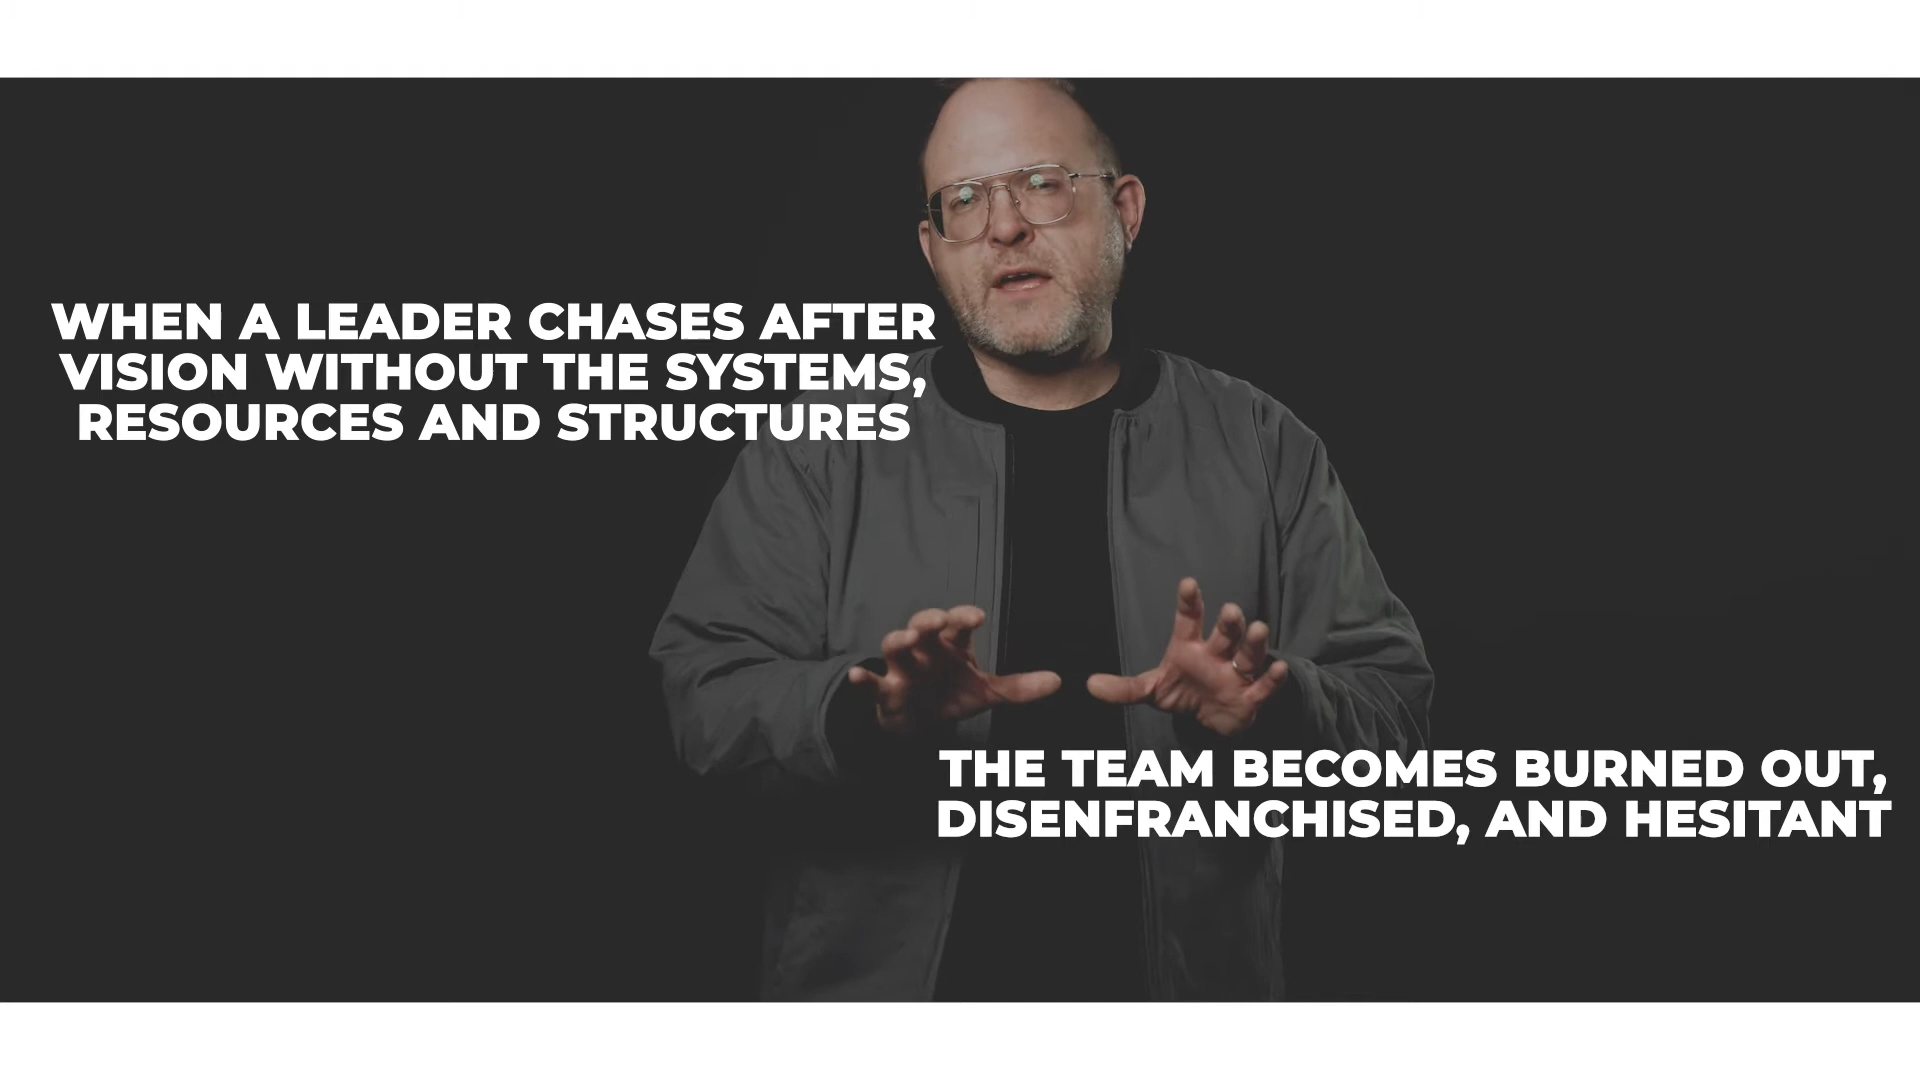 WHEN A LEADER CHASES AFTER
VISION WITHOUT THE SYSTEMS,
RESOURCES AND STRUCTURES
THE TEAM BECOMES BURNED OUT,
DISENFRANCHISED, AND HESITANT